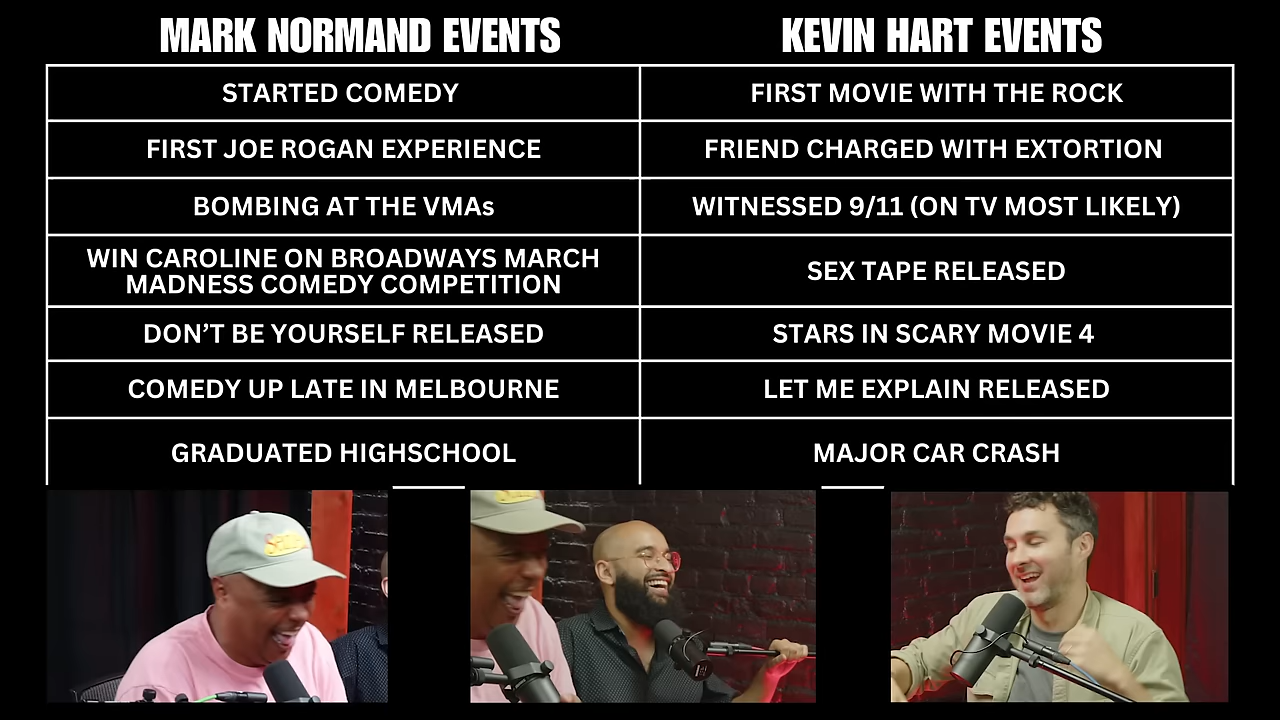 MARK NORMAND EVENTS
KEVIN HART EVENTS
STARTED COMEDY
FIRST MOVIE WITH THE ROCK
FIRST JOE ROGAN EXPERIENCE
FRIEND CHARGED WITH EXTORTION
BOMBING AT THE VMAs
WITNESSED 9/11 (ON TV MOST LIKELY)
WIN CAROLINE ON BROADWAYS MARCH
MADNESS COMEDY COMPETITION
SEX TAPE RELEASED
DON’T BE YOURSELF RELEASED
STARS IN SCARY MOVIE 4
COMEDY UP LATE IN MELBOURNE
LET ME EXPLAIN RELEASED
GRADUATED HIGHSCHOOL
MAJOR CAR CRASH